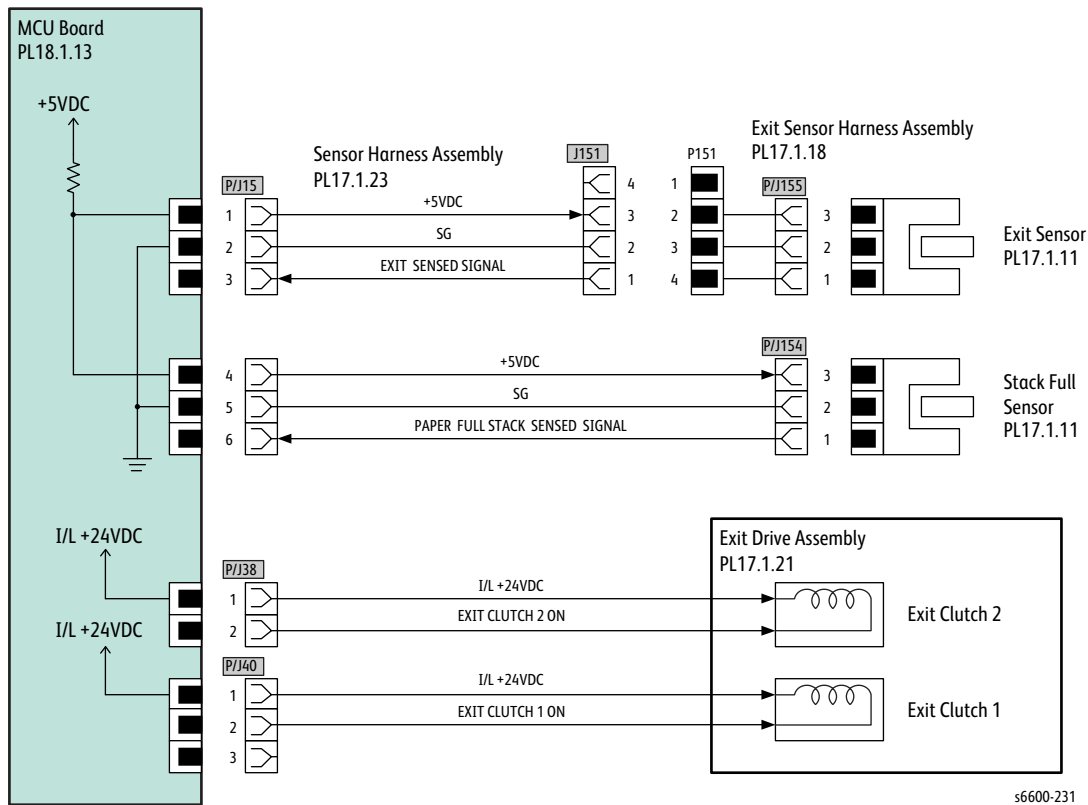 MCU Board
PL18.1.13
+5VDC
Sensor Harness Assembly
PL17.1.23
Exit Sensor Harness Assembly
PL17.1.18
P/J15
J151
P151
P/J155
4
1
1
+5VDC
3
2
3
2
SG
2
3
2
3
EXIT SENSED SIGNAL
1
4
1
Exit Sensor
PL17.1.11
P/J154
4
+5VDC
3
5
SG
2
6
PAPER FULL STACK SENSED SIGNAL
1
Stack Full
Sensor
PL17.1.11
I/L +24VDC
P/J38
1
I/L +24VDC
2
EXIT CLUTCH 2 ON
Exit Drive Assembly
PL17.1.21
Exit Clutch 2
I/L +24VDC
P/J40
1
I/L +24VDC
2
EXIT CLUTCH 1 ON
3
Exit Clutch 1
s6600-231